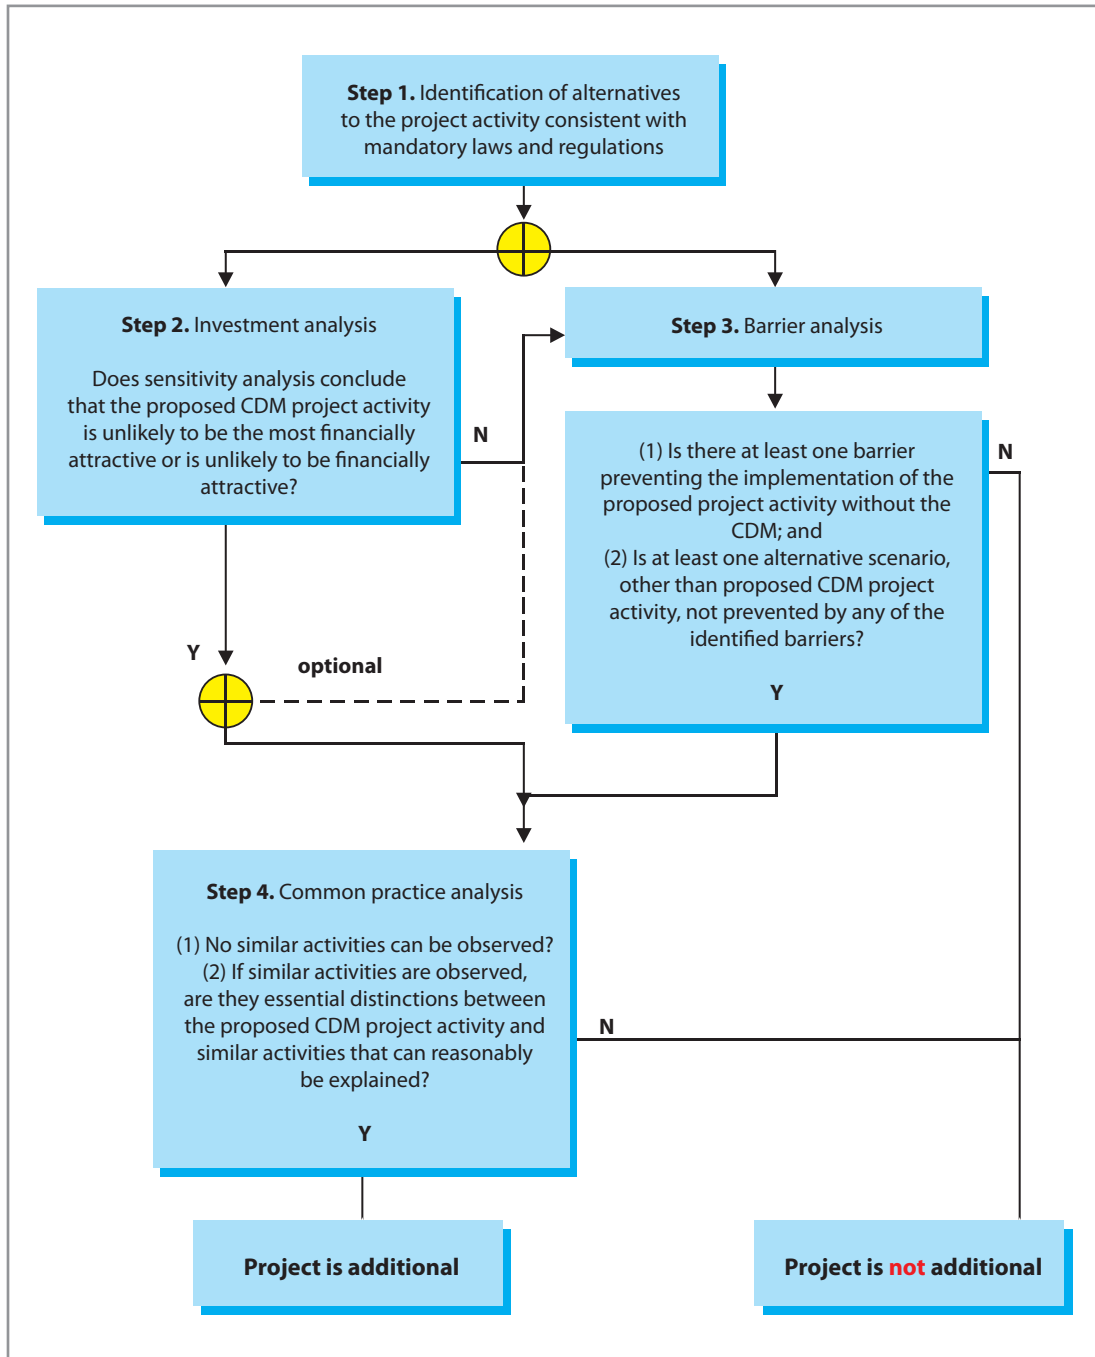 Step 1. Identification of alternatives
to the project activity consistent with
mandatory laws and regulations
Step 2. Investment analysis
Does sensitivity analysis conclude
that the proposed CDM project activity
is unlikely to be the most financially
attractive or is unlikely to be financially
attractive?
N
Y
optional
Step 3. Barrier analysis
(1) Is there at least one barrier
preventing the implementation of the
proposed project activity without the
CDM; and
(2) Is at least one alternative scenario,
other than proposed CDM project
activity, not prevented by any of the
identified barriers?
Y
N
Step 4. Common practice analysis
(1) No similar activities can be observed?
(2) If similar activities are observed,
are they essential distinctions between
the proposed CDM project activity and
similar activities that can reasonably
be explained?
Y
N
Project is additional
Project is not additional